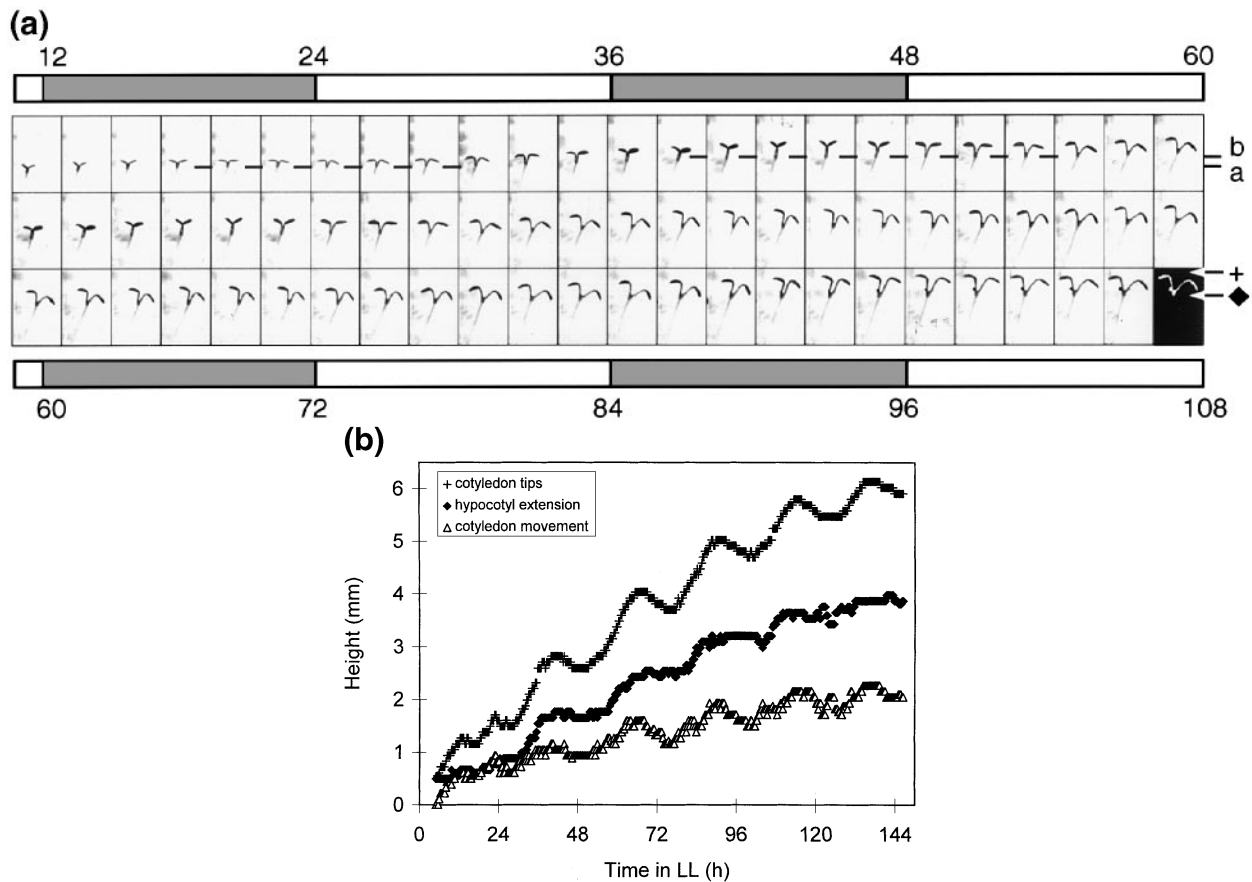 (a)
12 24 36 48 60
b
a
+
◆
60 72 84 96 108
(b)
+ cotyledon tips
◆ hypocotyl extension
△ cotyledon movement
6
5
4
3
2
1
0
Height (mm)
0 24 48 72 96 120 144
Time in LL (h)